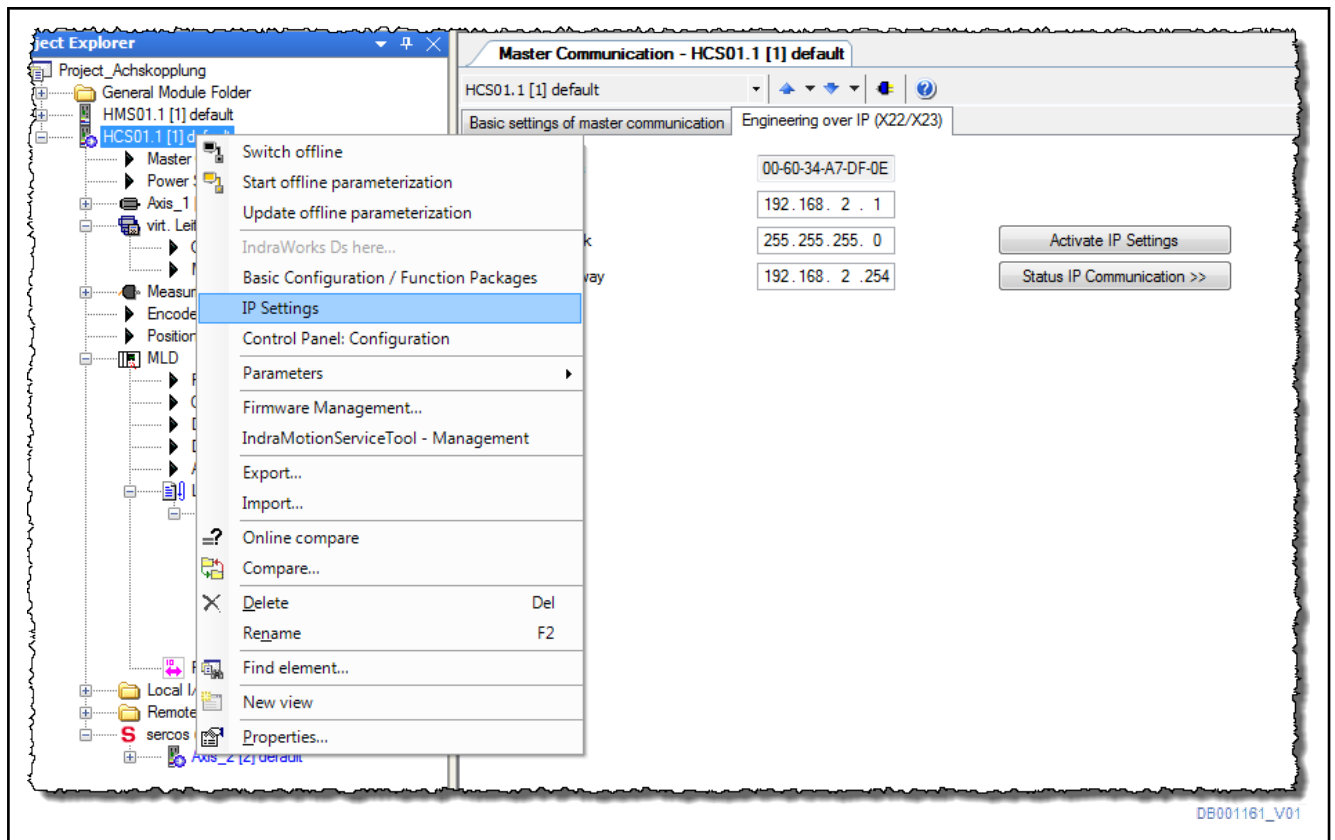 ject Explorer
Project_Achskopplung
General Module Folder
HMS01.1 [1] default
HCS01.1 [1] default
Master
Power
Axis_1
virt.
Measur
Encode
Position
MLD
Local I/
Remote
sercos
Axis_2 [2] default
Switch offline
Start offline parameterization
Update offline parameterization
IndraWorks Ds here...
Basic Configuration / Function Packages
IP Settings
Control Panel: Configuration
Parameters
Firmware Management...
IndraMotionServiceTool - Management
Export...
Import...
Online compare
Compare...
Delete Del
Rename F2
Find element...
New view
Properties...
Master Communication - HCS01.1 [1] default
HCS01.1 [1] default
Basic settings of master communication Engineering over IP (X22/X23)
00-60-34-A7-DF-0E
192.168. 2 . 1
k 255.255.255. 0 Activate IP Settings
way 192.168. 2 .254 Status IP Communication >>
DB001161_V01